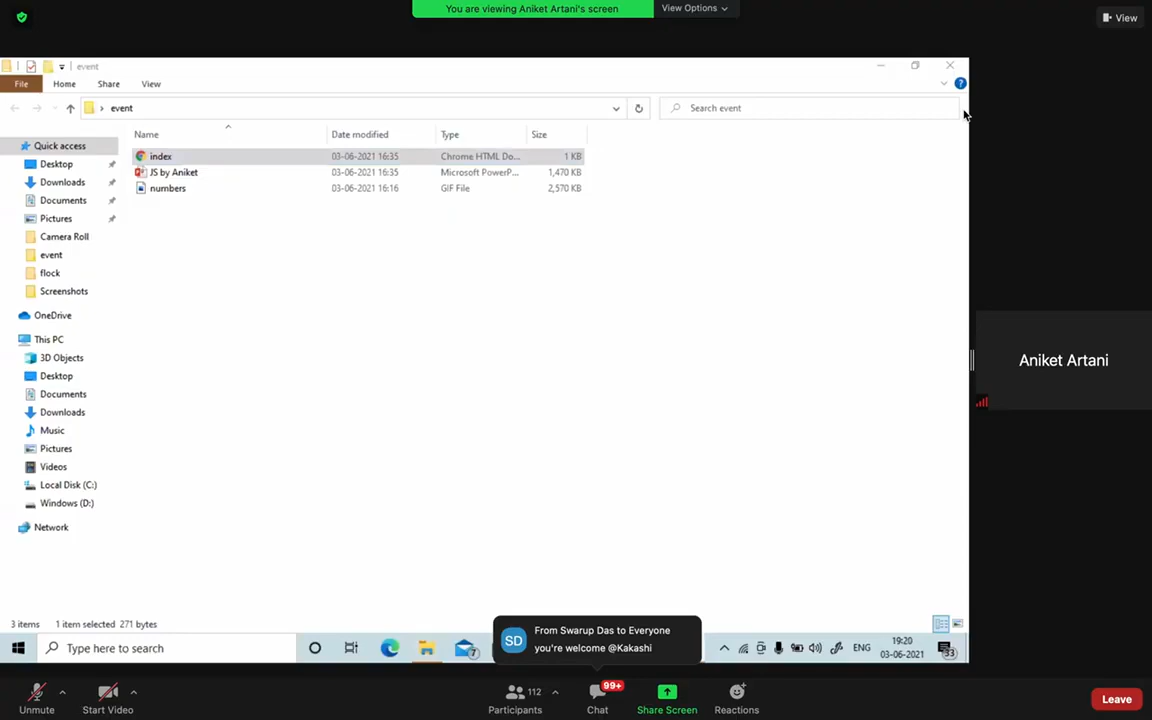 You are viewing Aniket Artani's screen
View Options
View
event
File
Home
Share
View
event
Search event
Name
Date modified
Type
Size
index
03-06-2021 16:35
Chrome HTML Do...
1 KB
JS by Aniket
03-06-2021 16:35
Microsoft PowerP...
1,470 KB
numbers
03-06-2021 16:16
GIF File
2,570 KB
Quick access
Desktop
Downloads
Documents
Pictures
Camera Roll
event
flock
Screenshots
OneDrive
This PC
3D Objects
Desktop
Documents
Downloads
Music
Pictures
Videos
Local Disk (C:)
Windows (D:)
Network
Aniket Artani
3 items
1 item selected 271 bytes
SD
From Swarup Das to Everyone
you're welcome @Kakashi
Type here to search
7
ENG
19:20
03-06-2021
33
Unmute
Start Video
112
Participants
99+
Chat
Share Screen
Reactions
Leave